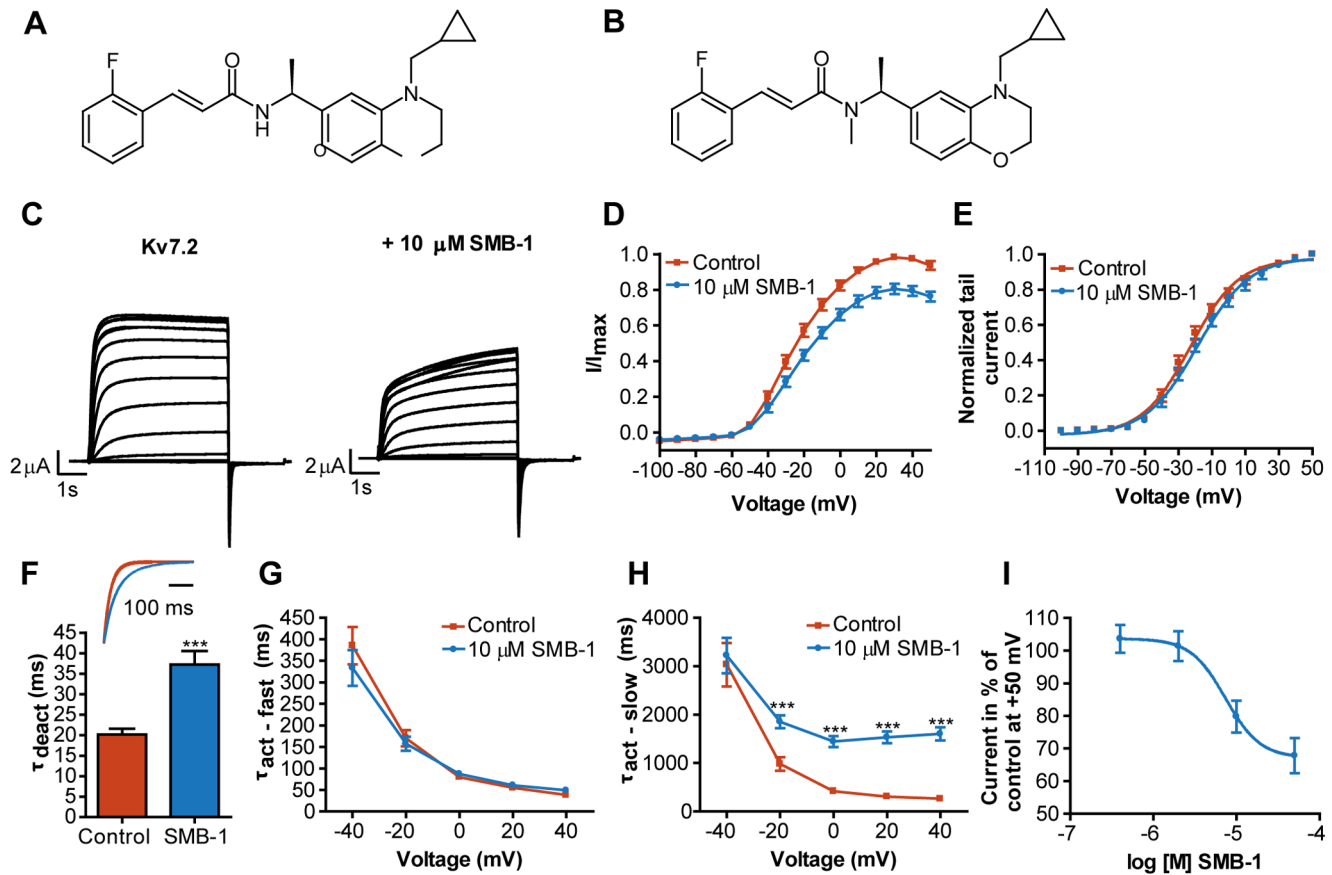 A
F
O
N
H
N
O
B
F
O
N
N
O
C
Kv7.2
+ 10 μM SMB-1
2 μA
1s
2 μA
1s
D
Control
10 μM SMB-1
I/Imax
1.0
0.8
0.6
0.4
0.2
0.0
-100
-80
-60
-40
-20
0
20
40
Voltage (mV)
E
Control
10 μM SMB-1
Normalized tail
current
1.0
0.8
0.6
0.4
0.2
0.0
-110
-90
-70
-50
-30
-10
10
30
50
Voltage (mV)
F
100 ms
***
τdeact (ms)
45
40
35
30
25
20
15
10
5
0
Control
SMB-1
G
Control
10 μM SMB-1
τact - fast (ms)
450
400
350
300
250
200
150
100
50
0
-40
-20
0
20
40
Voltage (mV)
H
Control
10 μM SMB-1
τact - slow (ms)
4000
3000
2000
1000
0
***
***
***
***
-40
-20
0
20
40
Voltage (mV)
I
Current in % of
control at +50 mV
110
100
90
80
70
60
50
-7
-6
-5
-4
log [M] SMB-1